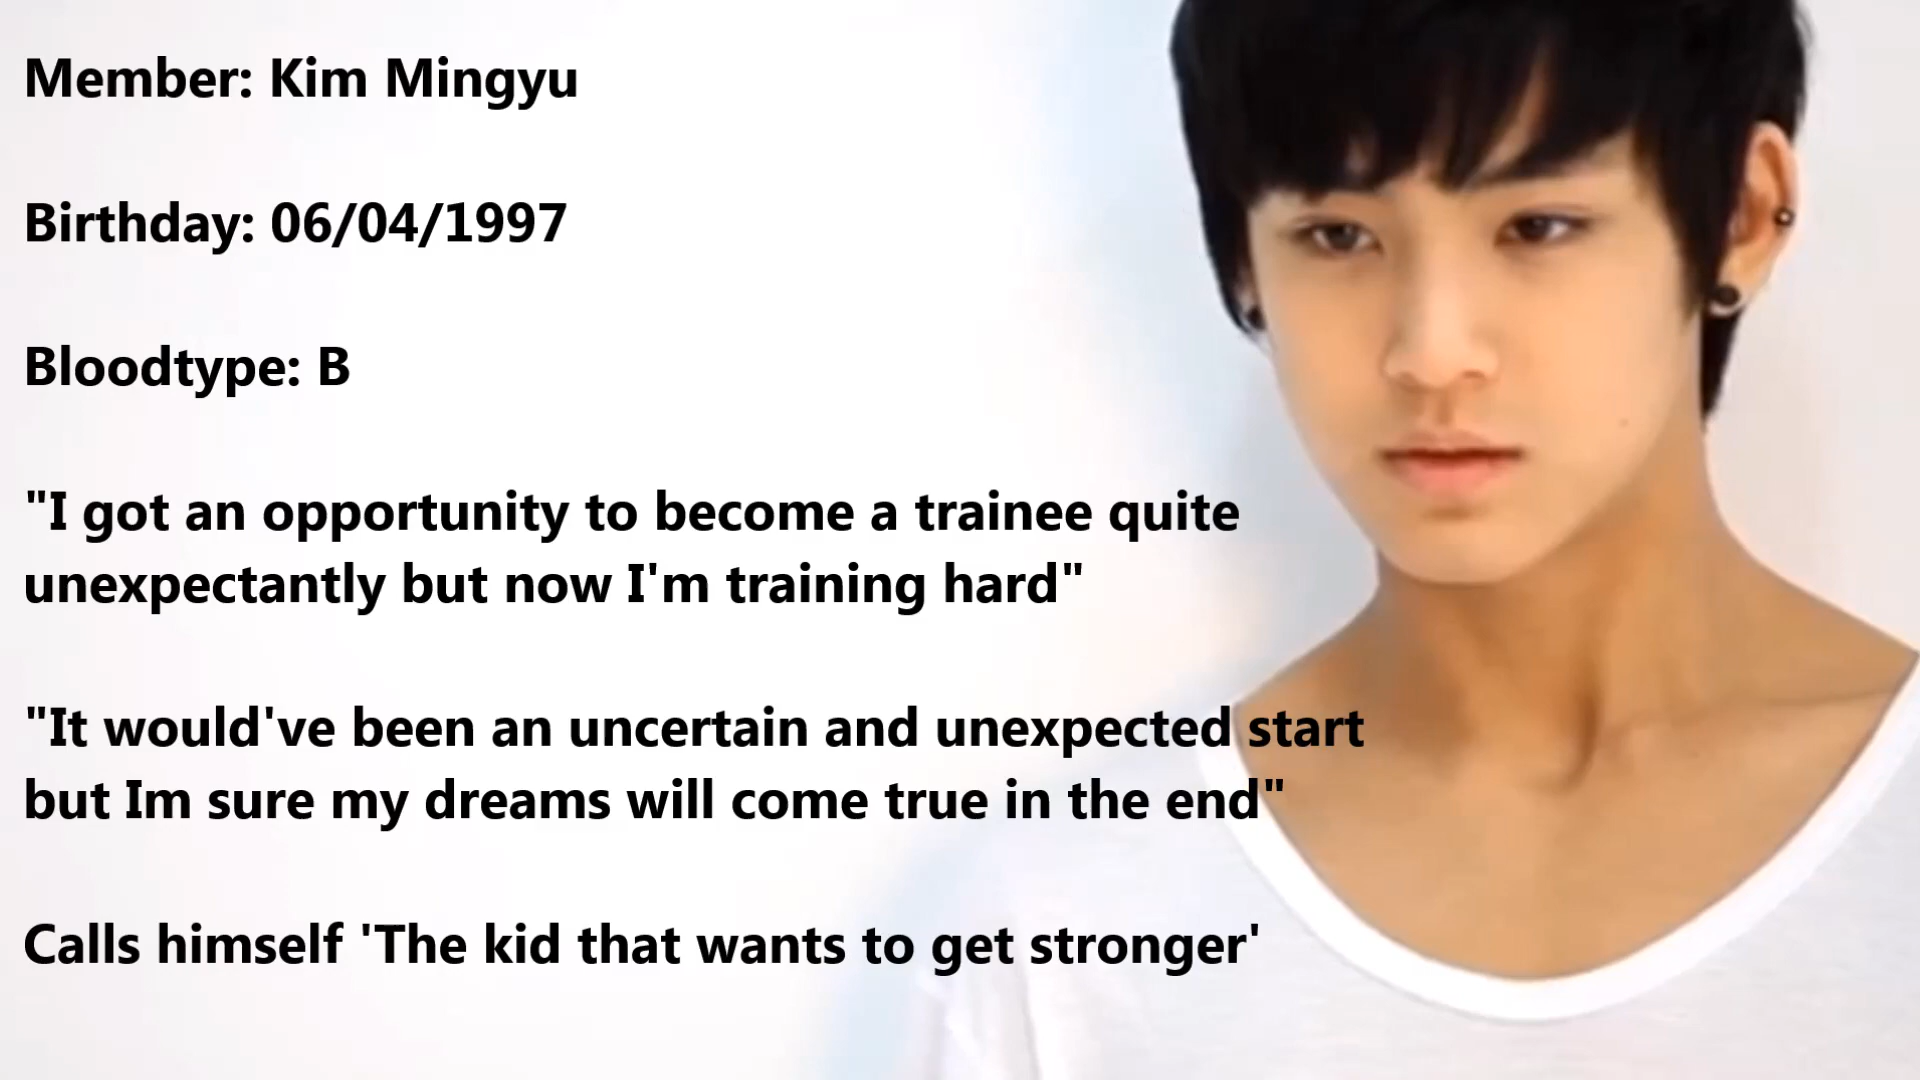 Member: Kim Mingyu
Birthday: 06/04/1997
Bloodtype: B
"I got an opportunity to become a trainee quite
unexpectantly but now I'm training hard"
"It would've been an uncertain and unexpected start
but Im sure my dreams will come true in the end"
Calls himself 'The kid that wants to get stronger'